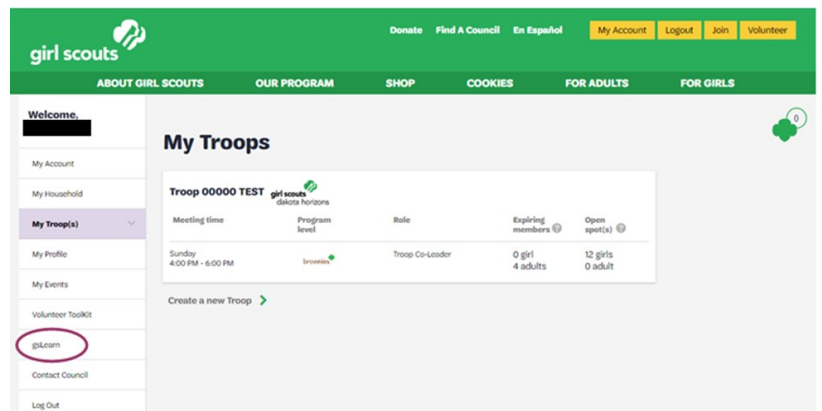 girl scouts
Donate Find A Council En Español My Account Logout Join Volunteer
ABOUT GIRL SCOUTS OUR PROGRAM SHOP COOKIES FOR ADULTS FOR GIRLS
Welcome,
0
My Troops
My Account
My Household
My Troop(s)
My Profile
My Events
Volunteer ToolKit
gsLearn
Contact Council
Log Out
Troop 00000 TEST girl scouts
dakota horizons
Meeting time Program level Role Expiring members ? Open spot(s) ?
Sunday brownies Troop Co-Leader 0 girl 12 girls
4:00 PM - 6:00 PM 4 adults 0 adult
Create a new Troop